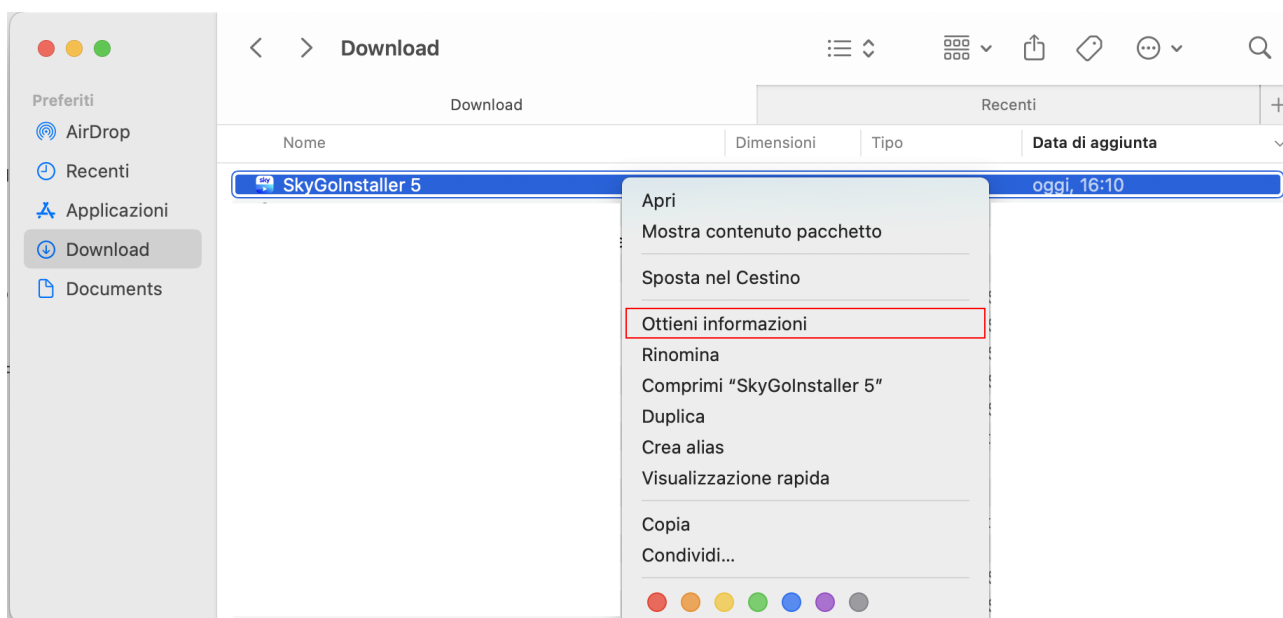 Download
Preferiti
AirDrop
Recenti
Applicazioni
Download
Documents
Download Recenti
Nome Dimensioni Tipo Data di aggiunta
sky SkyGoInstaller 5 oggi, 16:10
Apri
Mostra contenuto pacchetto
Sposta nel Cestino
Ottieni informazioni
Rinomina
Comprimi “SkyGoInstaller 5”
Duplica
Crea alias
Visualizzazione rapida
Copia
Condividi...